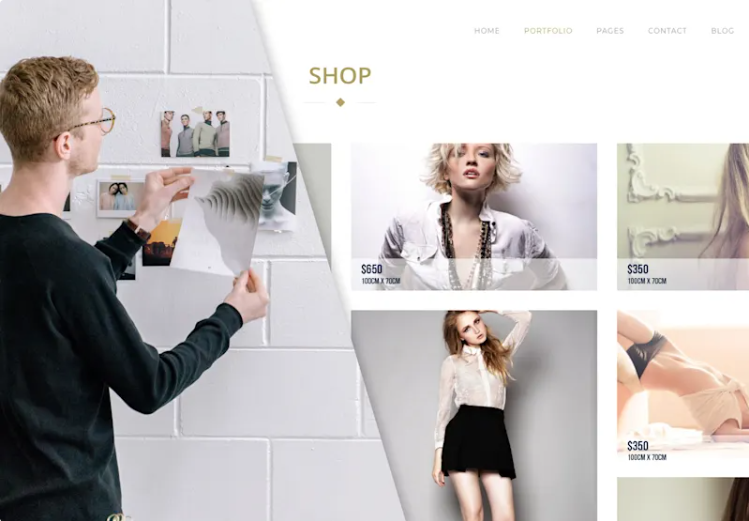 HOME PORTFOLIO PAGES CONTACT BLOG
SHOP
$650
100CM X 70CM
$350
100CM X 70CM
$350
100CM X 70CM